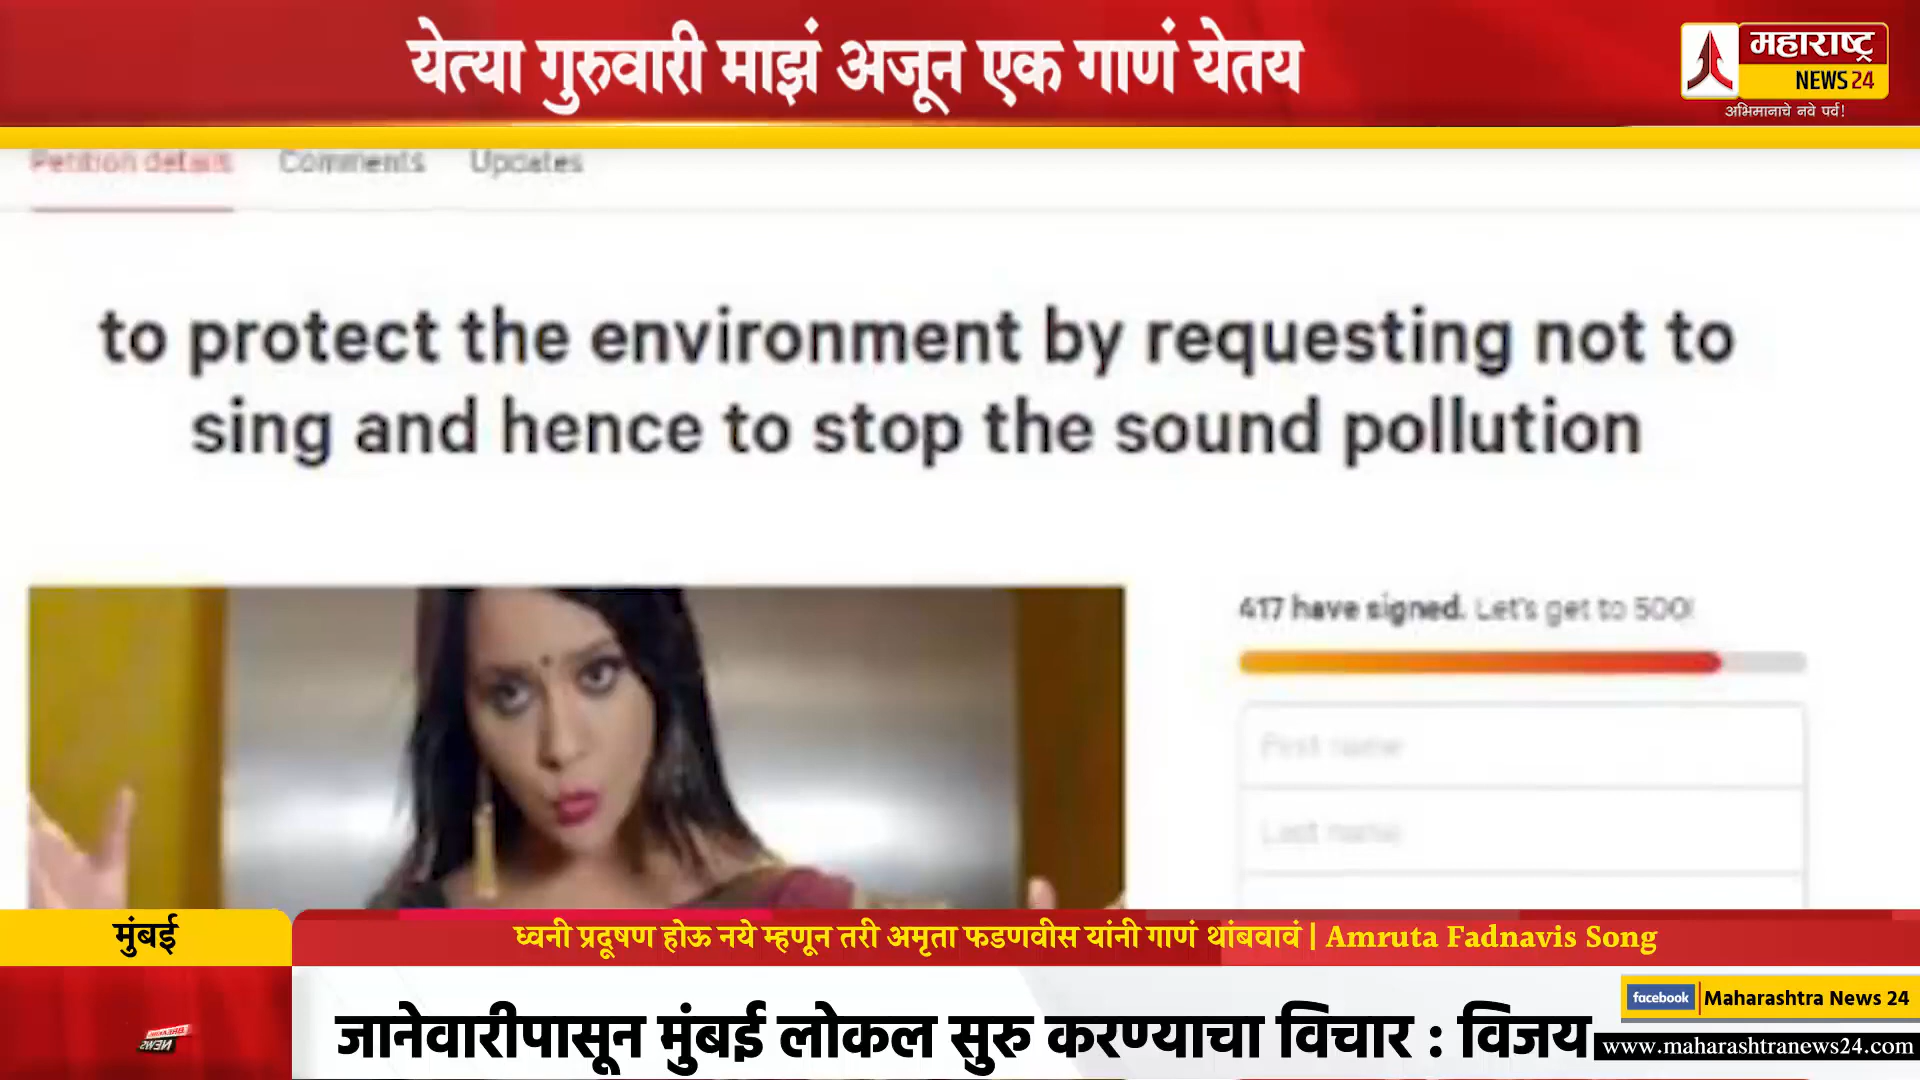 येत्या गुरुवारी माझं अजून एक गाणं येतय
महाराष्ट्र
NEWS 24
अभिमानाचे नवे पर्व!
Petition details Comments Updates
to protect the environment by requesting not to
sing and hence to stop the sound pollution
417 have signed. Let's get to 500!
First name
Last name
मुंबई
ध्वनी प्रदूषण होऊ नये म्हणून तरी अमृता फडणवीस यांनी गाणं थांबवावं | Amruta Fadnavis Song
जानेवारीपासून मुंबई लोकल सुरु करण्याचा विचार : विजय
facebook Maharashtra News 24
www.maharashtranews24.com
BREAKING
NEWS